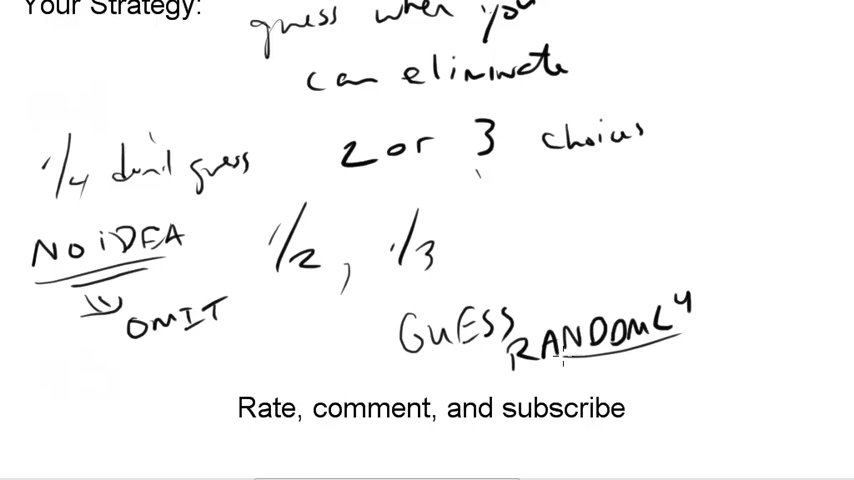 Your Strategy:
guess when you
can eliminate
2 or 3 choices
1/4 don't guess
NO iDEA
OMIT
1/2, 1/3
GUESS RANDOMLY
Rate, comment, and subscribe